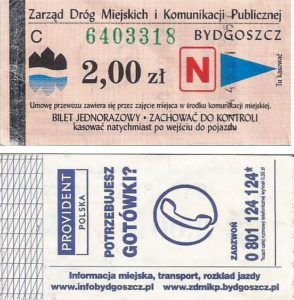 Zarząd Dróg Miejskich i Komunikacji Publicznej
C 6403318 BYDGOSZCZ
2,00 zł N
Tu kasować
Umowę przewozu zawiera się przez zajęcie miejsca w środku komunikacji miejskiej.
BILET JEDNORAZOWY - ZACHOWAĆ DO KONTROLI
kasować natychmiast po wejściu do pojazdu
PROVIDENT
POLSKA
POTRZEBUJESZ
GOTÓWKI?
ZADZWOŃ
0 801 124 124*
Informacja miejska, transport, rozkład jazdy
www.infobydgoszcz.pl www.zdmikp.bydgoszcz.pl